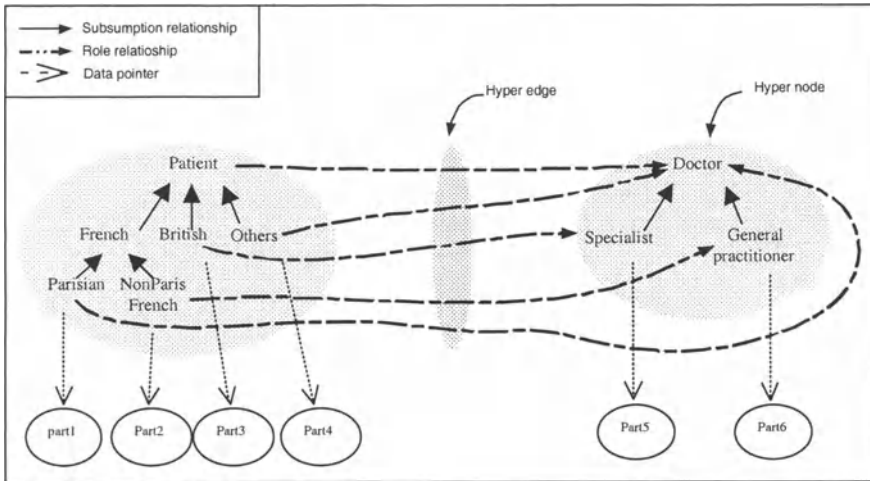 Subsumption relationship
Role relatioship
Data pointer
Hyper edge
Hyper node
Patient
Doctor
French British Others
Specialist
General
practitioner
Parisian
NonParis
French
part1
Part2
Part3
Part4
Part5
Part6